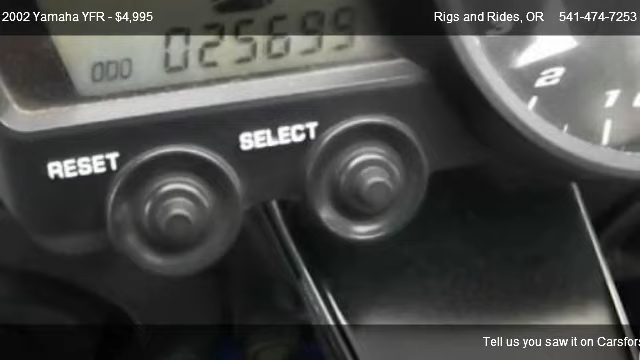 2002 Yamaha YFR - $4,995 Rigs and Rides, OR 541-474-7253
ODO 025699
RESET SELECT
2 1
Tell us you saw it on Carsfor